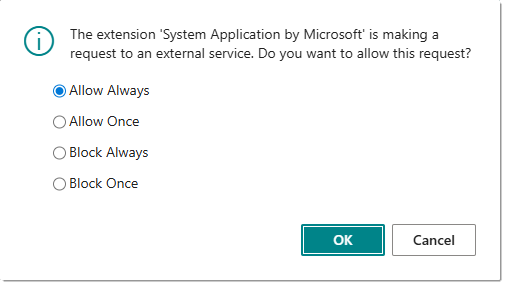 The extension 'System Application by Microsoft' is making a
request to an external service. Do you want to allow this request?
Allow Always
Allow Once
Block Always
Block Once
OK
Cancel